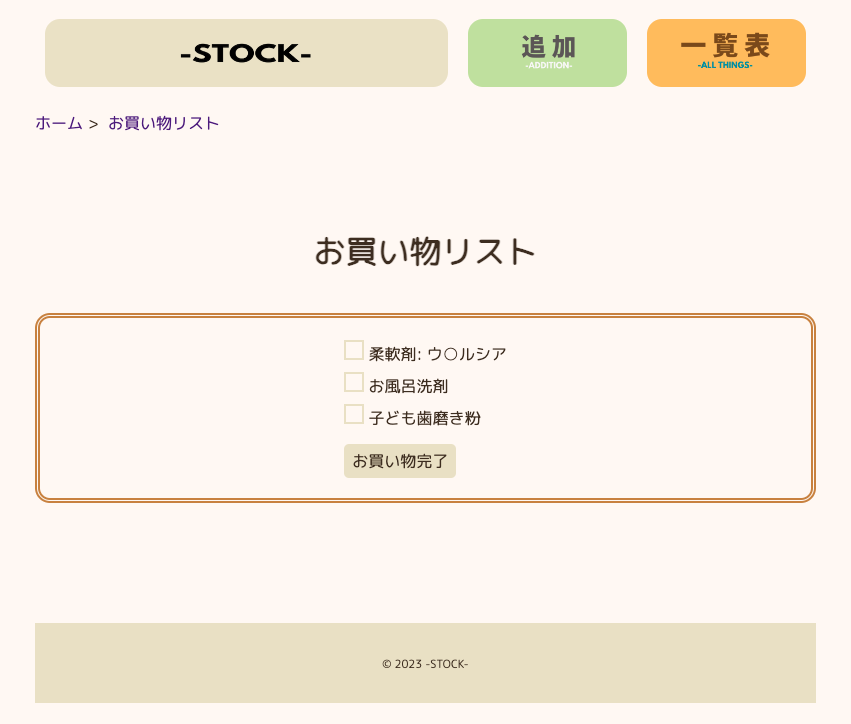 -STOCK-
追加
-ADDITION-
一覧表
-ALL THINGS-
ホーム > お買い物リスト
お買い物リスト
柔軟剤: ウ〇ルシア
お風呂洗剤
子ども歯磨き粉
お買い物完了
© 2023 -STOCK-